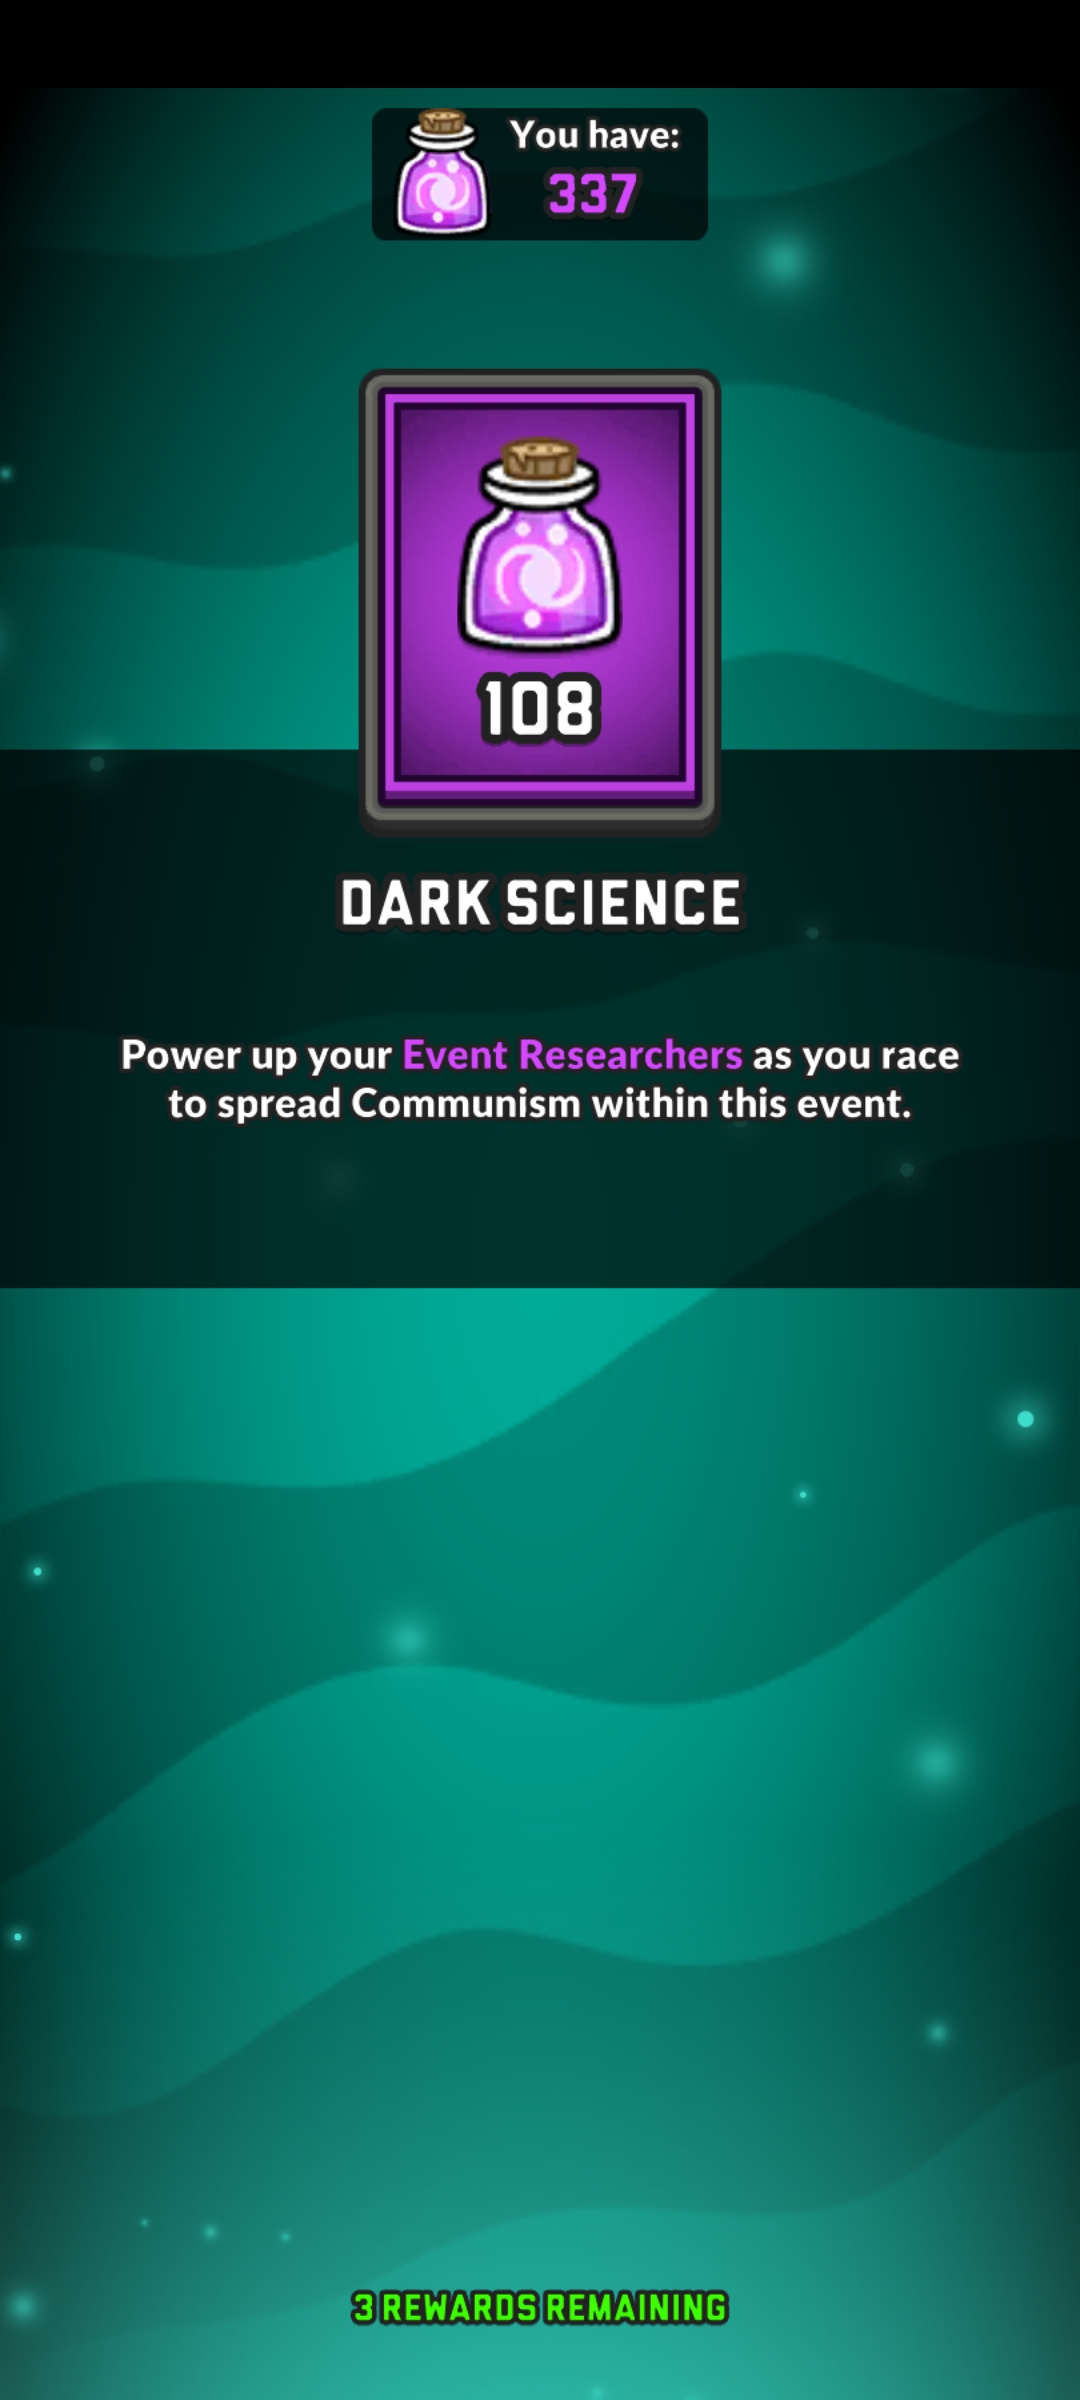 You have:
337
108
DARK SCIENCE
Power up your Event Researchers as you race
to spread Communism within this event.
3 REWARDS REMAINING